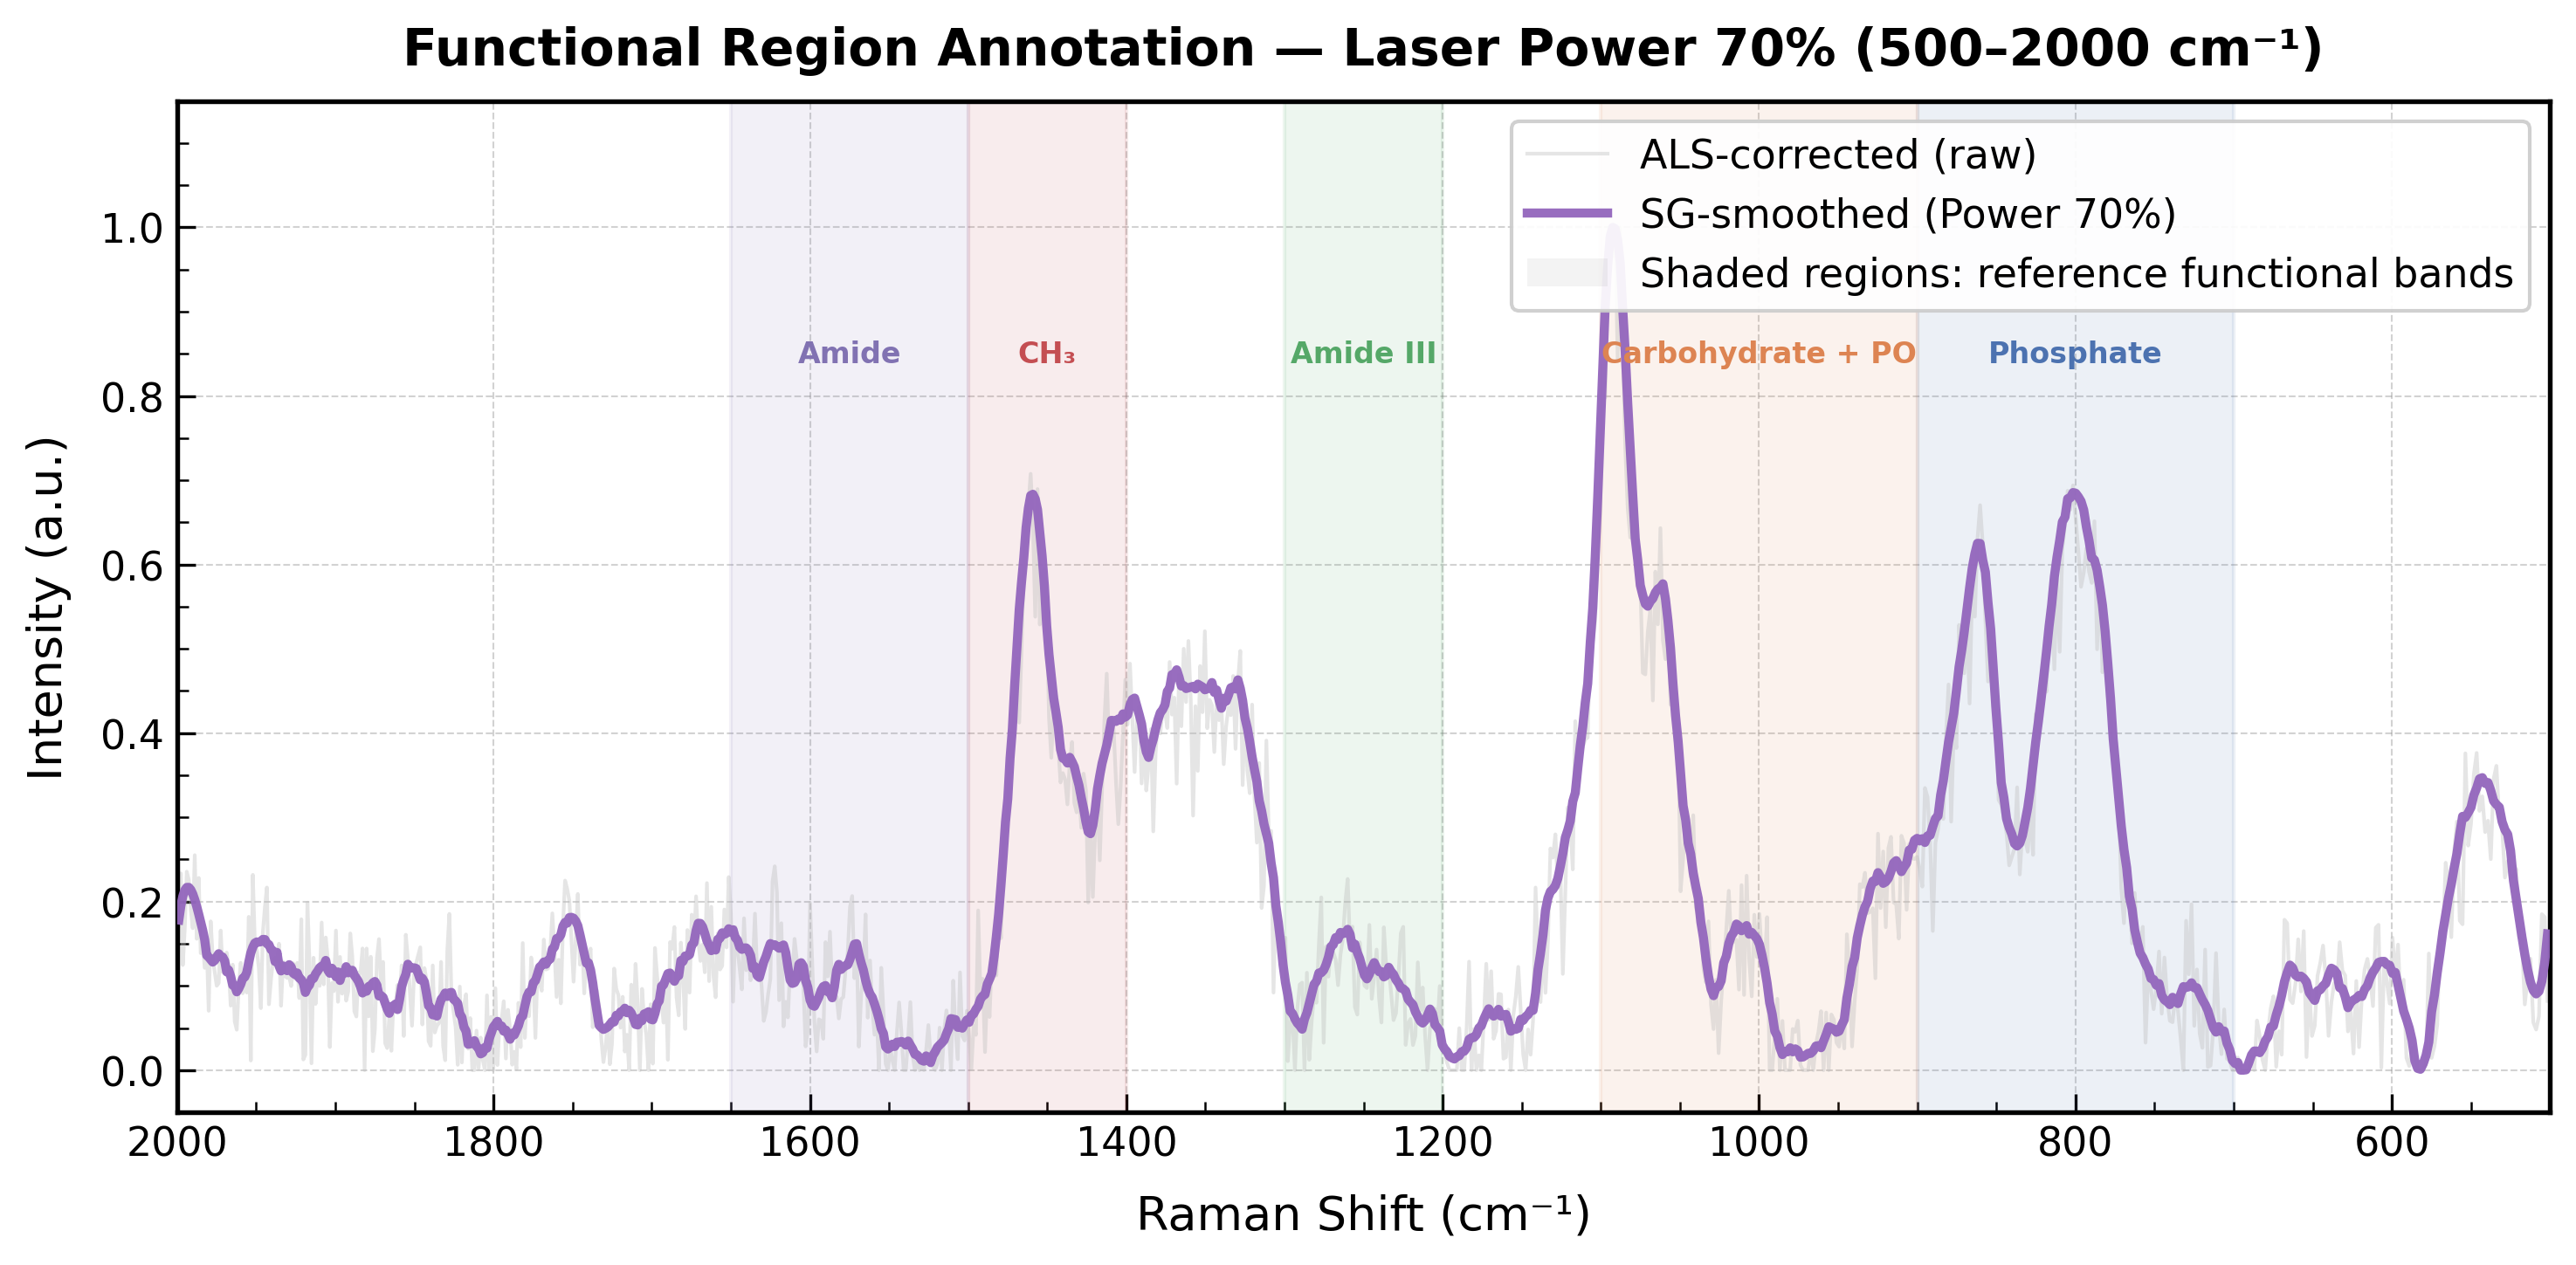 Functional Region Annotation — Laser Power 70% (500–2000 cm⁻¹)
ALS-corrected (raw)
SG-smoothed (Power 70%)
Shaded regions: reference functional bands
Amide
CH₃
Amide III
Carbohydrate + PO
Phosphate
Intensity (a.u.)
1.0
0.8
0.6
0.4
0.2
0.0
2000 1800 1600 1400 1200 1000 800 600
Raman Shift (cm⁻¹)